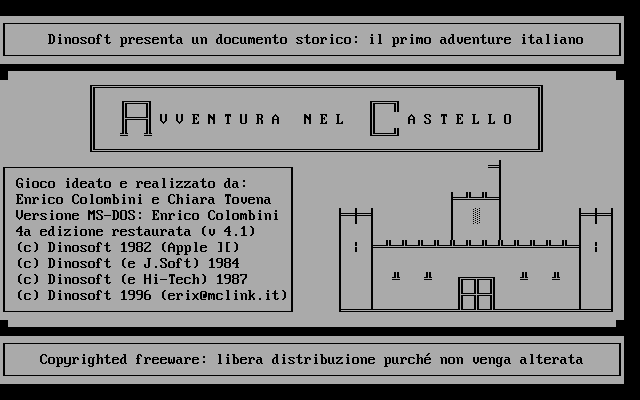 Dinosoft presenta un documento storico: il primo adventure italiano
AVVENTURA NEL CASTELLO
Gioco ideato e realizzato da:
Enrico Colombini e Chiara Tovena
Versione MS-DOS: Enrico Colombini
4a edizione restaurata (v 4.1)
(c) Dinosoft 1982 (Apple ][)
(c) Dinosoft (e J.Soft) 1984
(c) Dinosoft (e Hi-Tech) 1987
(c) Dinosoft 1996 (erix@mclink.it)
Copyrighted freeware: libera distribuzione purché non venga alterata